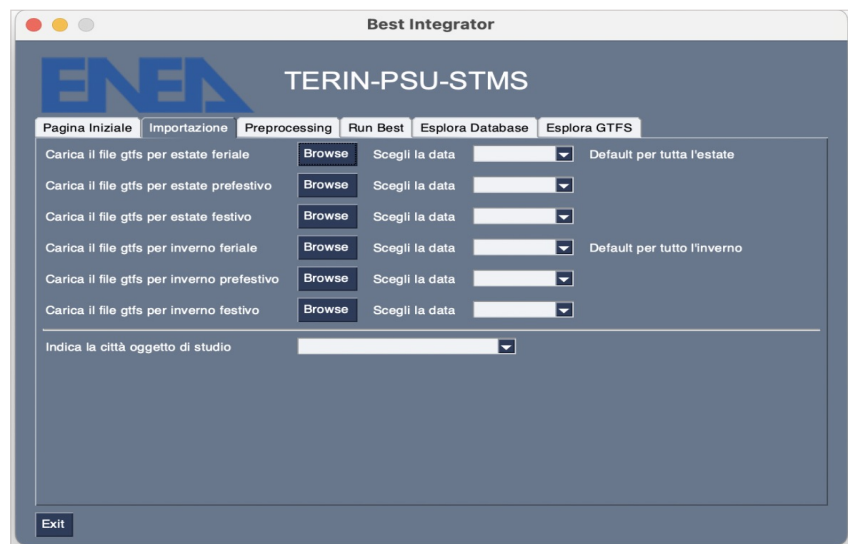 Best Integrator
ENEA
TERIN-PSU-STMS
Pagina Iniziale Importazione Preprocessing Run Best Esplora Database Esplora GTFS
Carica il file gtfs per estate feriale Browse Scegli la data Default per tutta l'estate
Carica il file gtfs per estate prefestivo Browse Scegli la data
Carica il file gtfs per estate festivo Browse Scegli la data
Carica il file gtfs per inverno feriale Browse Scegli la data Default per tutto l'inverno
Carica il file gtfs per inverno prefestivo Browse Scegli la data
Carica il file gtfs per inverno festivo Browse Scegli la data
Indica la città oggetto di studio
Exit